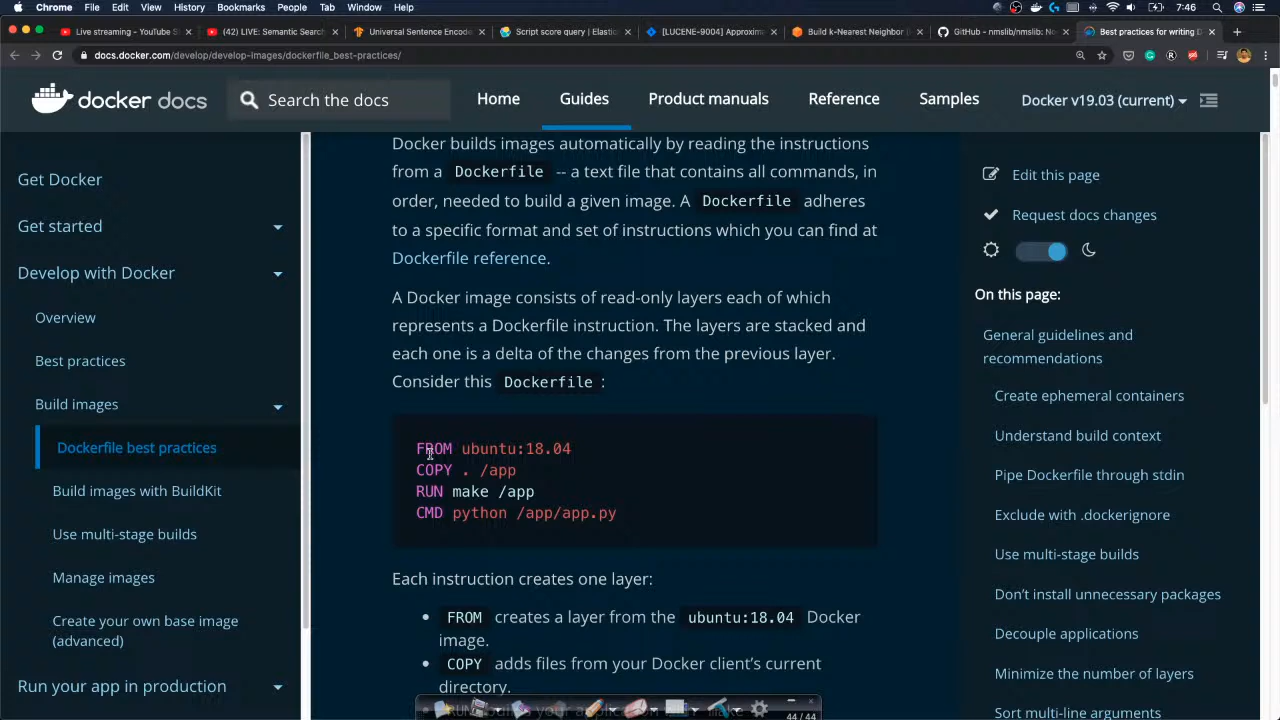 Chrome File Edit View History Bookmarks People Tab Window Help 7:46
Live streaming - YouTube S
(42) LIVE: Semantic Search
Universal Sentence Encoder
Script score query | Elastic
[LUCENE-9004] Approxima
Build k-Nearest Neighbor (
GitHub - nmslib/nmslib: No
Best practices for writing D
docs.docker.com/develop/develop-images/dockerfile_best-practices/
docker docs
Search the docs
Home
Guides
Product manuals
Reference
Samples
Docker v19.03 (current)
Get Docker
Get started
Develop with Docker
Overview
Best practices
Build images
Dockerfile best practices
Build images with BuildKit
Use multi-stage builds
Manage images
Create your own base image
(advanced)
Run your app in production
Docker builds images automatically by reading the instructions
from a Dockerfile -- a text file that contains all commands, in
order, needed to build a given image. A Dockerfile adheres
to a specific format and set of instructions which you can find at
Dockerfile reference.
A Docker image consists of read-only layers each of which
represents a Dockerfile instruction. The layers are stacked and
each one is a delta of the changes from the previous layer.
Consider this Dockerfile :
FROM ubuntu:18.04
COPY . /app
RUN make /app
CMD python /app/app.py
Each instruction creates one layer:
FROM creates a layer from the ubuntu:18.04 Docker
image.
COPY adds files from your Docker client's current
directory.
44/44
Edit this page
Request docs changes
On this page:
General guidelines and
recommendations
Create ephemeral containers
Understand build context
Pipe Dockerfile through stdin
Exclude with .dockerignore
Use multi-stage builds
Don't install unnecessary packages
Decouple applications
Minimize the number of layers
Sort multi-line arguments